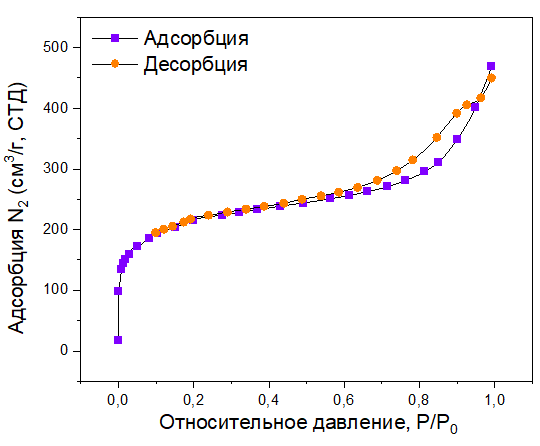 Адсорбция
Десорбция
Адсорбция N₂ (см³/г, СТД)
500
400
300
200
100
0
0,0 0,2 0,4 0,6 0,8 1,0
Относительное давление, P/P₀